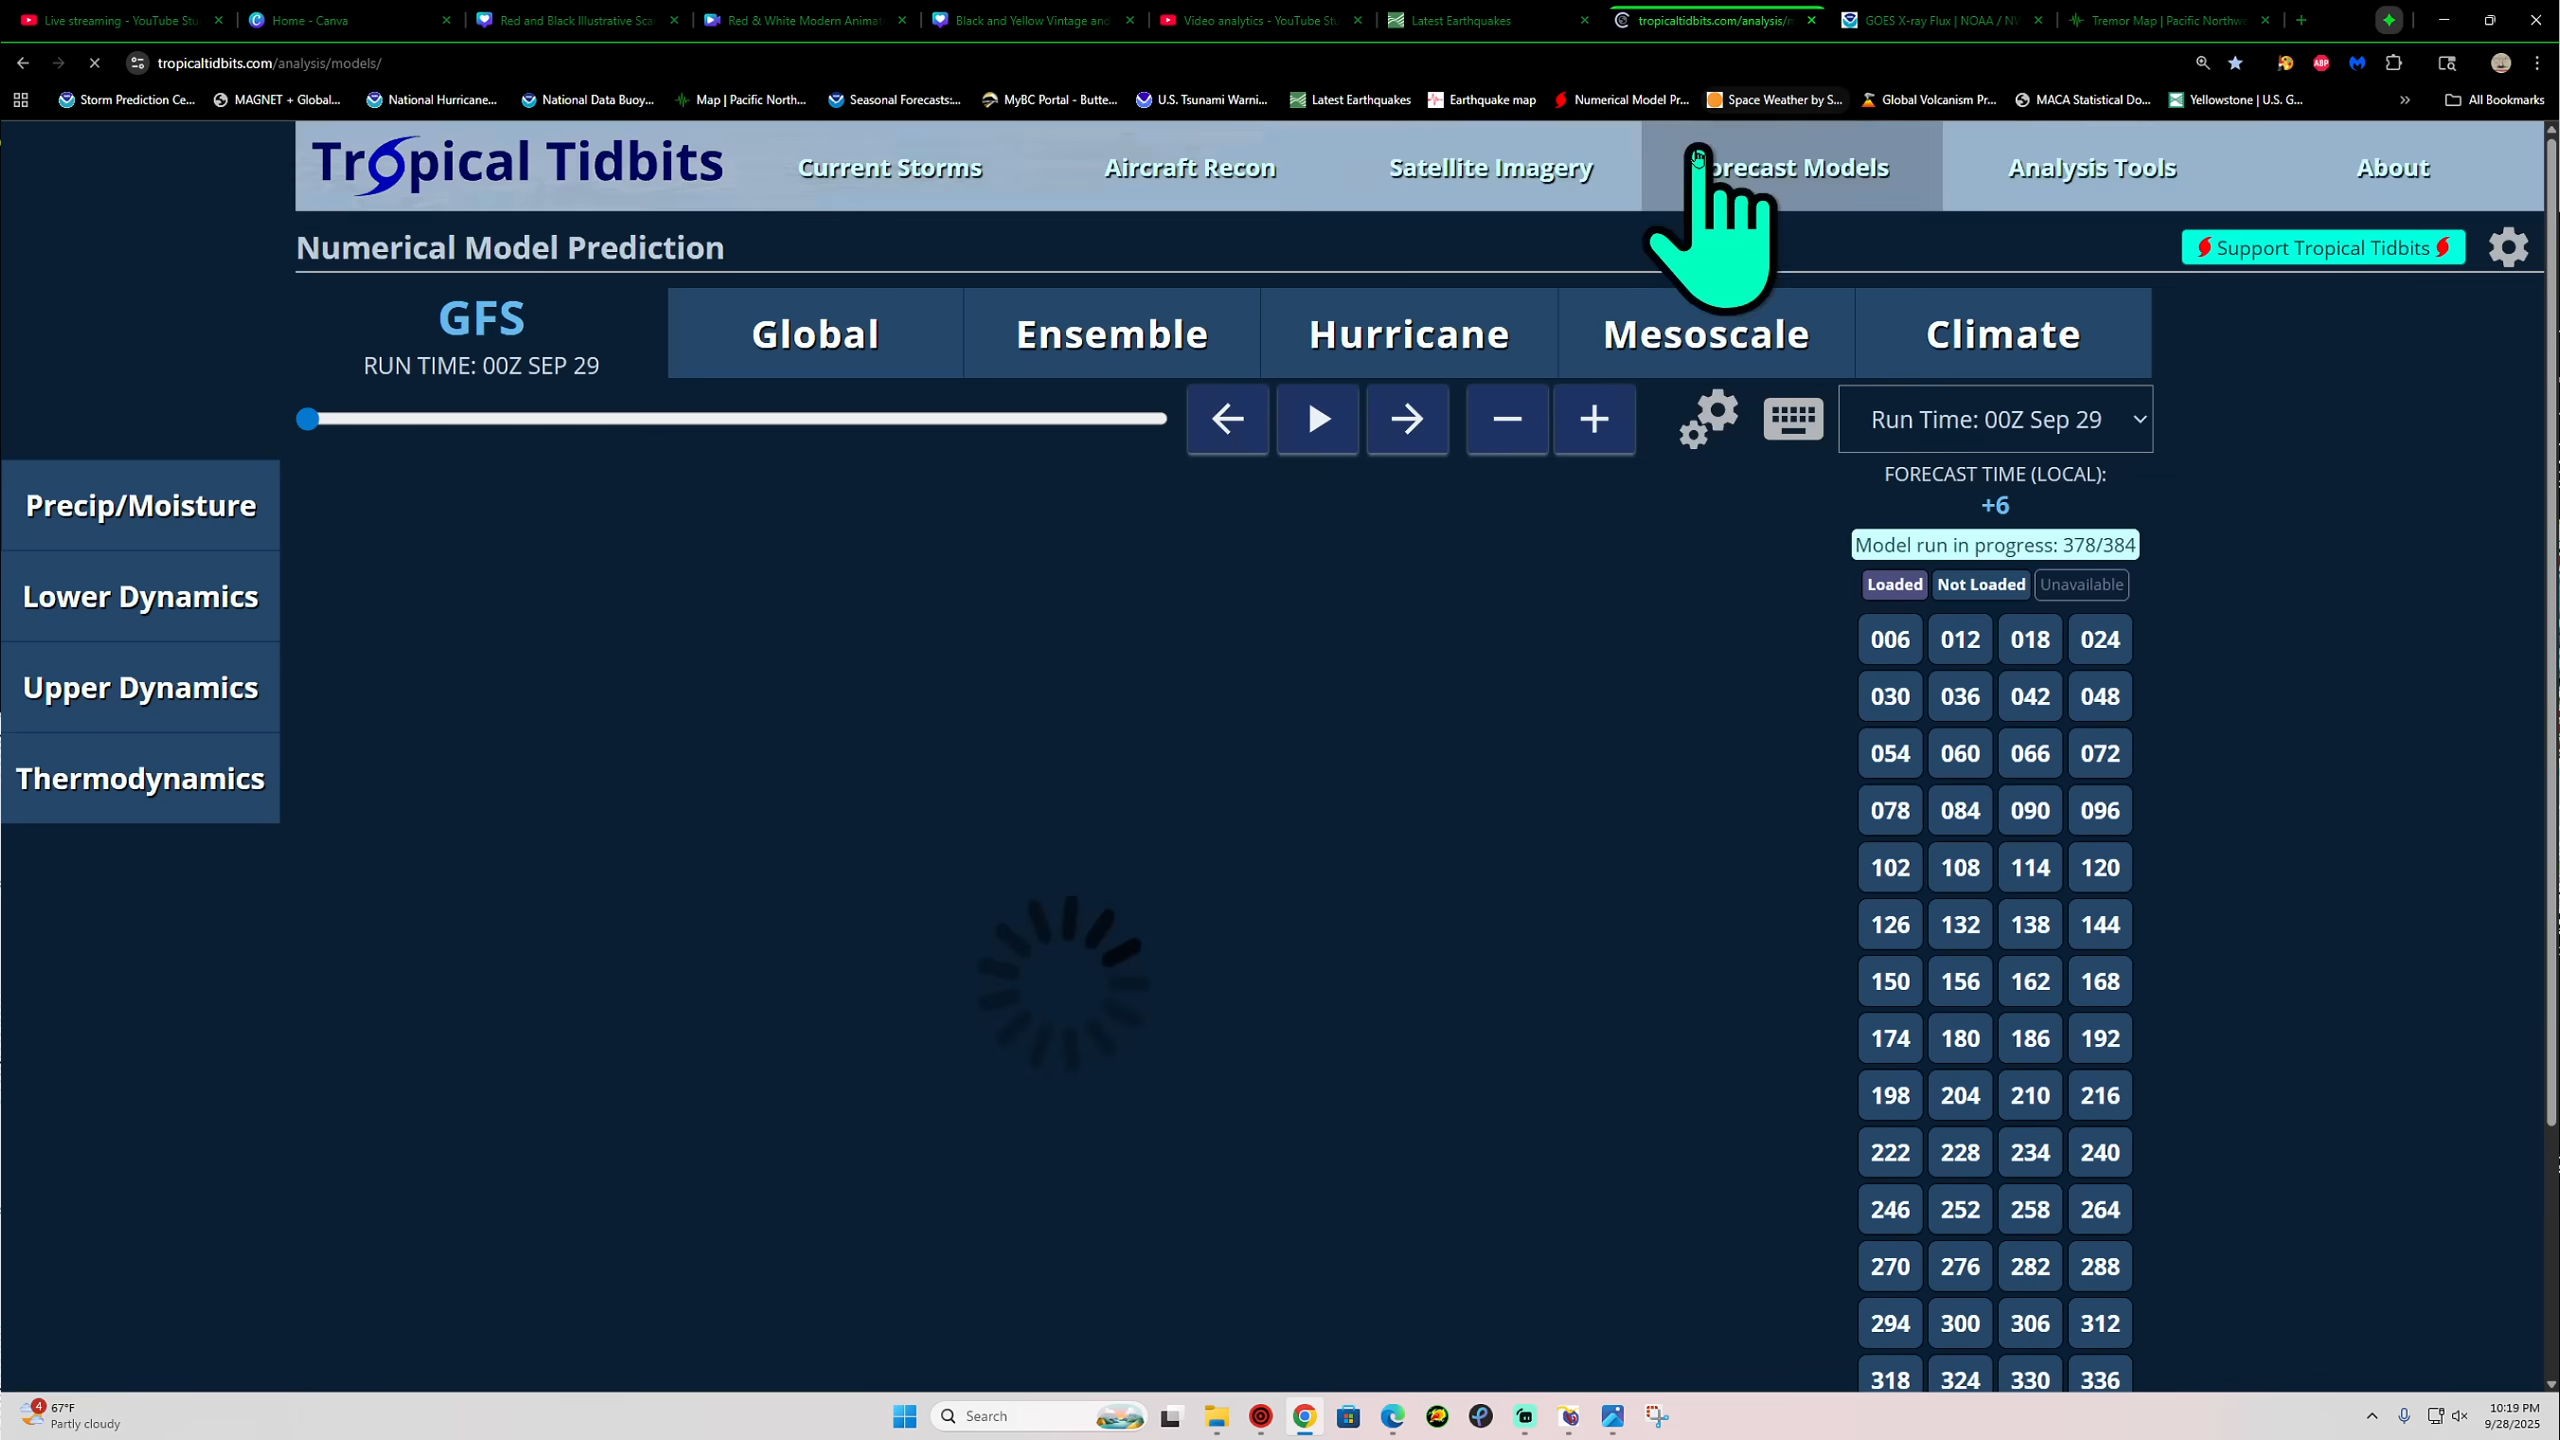 Live streaming - YouTube Stu
Home - Canva
Red and Black Illustrative Sca
Red & White Modern Animat
Black and Yellow Vintage and
Video analytics - YouTube Stu
Latest Earthquakes
tropicaltidbits.com/analysis/m
GOES X-ray Flux | NOAA / NW
Tremor Map | Pacific Northwe
tropicaltidbits.com/analysis/models/
Storm Prediction Ce...
MAGNET + Global...
National Hurricane...
National Data Buoy...
Map | Pacific North...
Seasonal Forecasts:...
MyBC Portal - Butte...
U.S. Tsunami Warni...
Latest Earthquakes
Earthquake map
Numerical Model Pr...
Space Weather by S...
Global Volcanism Pr...
MACA Statistical Do...
Yellowstone | U.S. G...
All Bookmarks
Tropical Tidbits
Current Storms
Aircraft Recon
Satellite Imagery
orecast Models
Analysis Tools
About
Numerical Model Prediction
Support Tropical Tidbits
GFS
RUN TIME: 00Z SEP 29
Global
Ensemble
Hurricane
Mesoscale
Climate
Run Time: 00Z Sep 29
FORECAST TIME (LOCAL):
+6
Model run in progress: 378/384
Loaded Not Loaded Unavailable
Precip/Moisture
Lower Dynamics
Upper Dynamics
Thermodynamics
006 012 018 024
030 036 042 048
054 060 066 072
078 084 090 096
102 108 114 120
126 132 138 144
150 156 162 168
174 180 186 192
198 204 210 216
222 228 234 240
246 252 258 264
270 276 282 288
294 300 306 312
318 324 330 336
4
67°F
Partly cloudy
Search
ABP
10:19 PM
9/28/2025